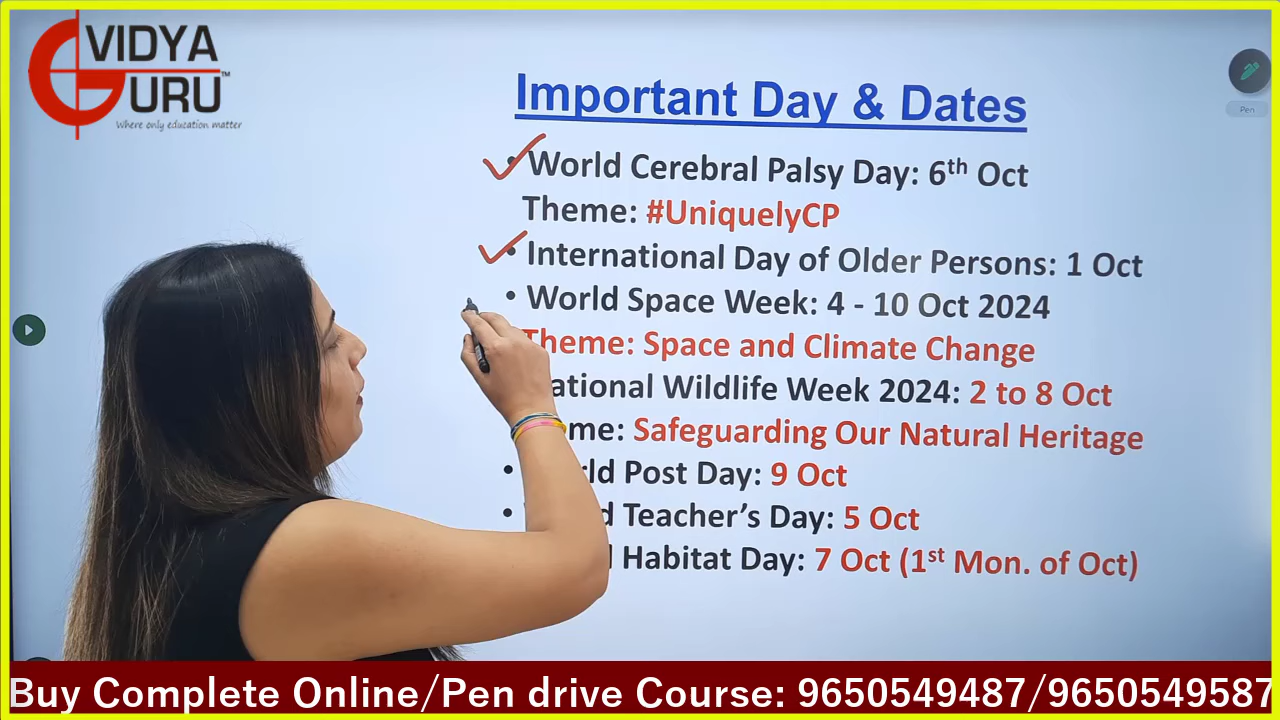 VIDYA
GURU™
Where only education matter
Important Day & Dates
Pen
• World Cerebral Palsy Day: 6th Oct
Theme: #UniquelyCP
• International Day of Older Persons: 1 Oct
• World Space Week: 4 - 10 Oct 2024
Theme: Space and Climate Change
ational Wildlife Week 2024: 2 to 8 Oct
me: Safeguarding Our Natural Heritage
• rld Post Day: 9 Oct
• d Teacher’s Day: 5 Oct
Habitat Day: 7 Oct (1st Mon. of Oct)
Buy Complete Online/Pen drive Course: 9650549487/9650549587